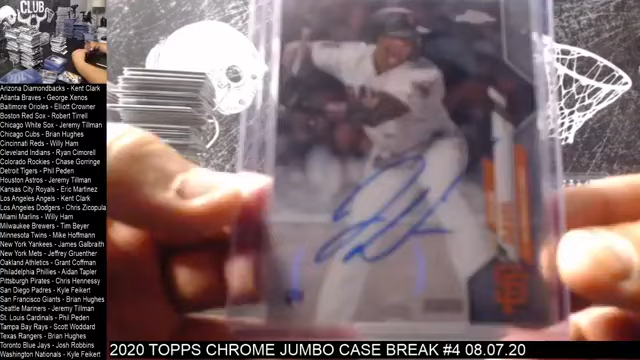 CLUB
Arizona Diamondbacks - Kent Clark
Atlanta Braves - George Xenos
Baltimore Orioles - Elliott Crowner
Boston Red Sox - Robert Tirrell
Chicago White Sox - Jeremy Tillman
Chicago Cubs - Brian Hughes
Cincinnati Reds - Willy Ham
Cleveland Indians - Ryan Cimorell
Colorado Rockies - Chase Gorringe
Detroit Tigers - Phil Peden
Houston Astros - Jeremy Tillman
Kansas City Royals - Eric Martinez
Los Angeles Angels - Kent Clark
Los Angeles Dodgers - Chris Zicopula
Miami Marlins - Willy Ham
Milwaukee Brewers - Tim Beyer
Minnesota Twins - Mike Hoffmann
New York Yankees - James Galbraith
New York Mets - Jeffrey Gruenther
Oakland Athletics - Grant Coffman
Philadelphia Phillies - Aidan Tapler
Pittsburgh Pirates - Chris Hennessy
San Diego Padres - Kyle Feikert
San Francisco Giants - Brian Hughes
Seattle Mariners - Jeremy Tillman
St. Louis Cardinals - Phil Peden
Tampa Bay Rays - Scott Woddard
Texas Rangers - Brian Hughes
Toronto Blue Jays - Josh Robbins
Washington Nationals - Kyle Feikert
SF
2020 TOPPS CHROME JUMBO CASE BREAK #4 08.07.20